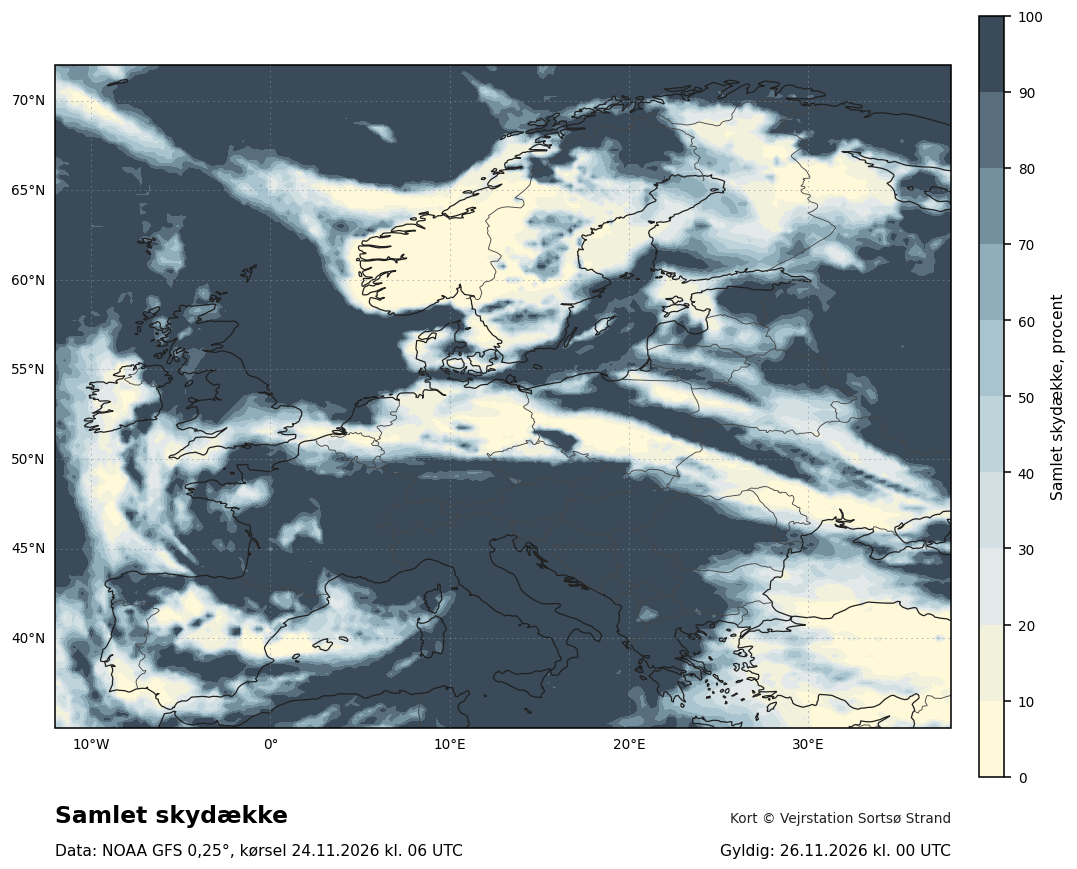 100
90
80
70
60
50
40
30
20
10
0
Samlet skydække, procent
70°N
65°N
60°N
55°N
50°N
45°N
40°N
10°W
0°
10°E
20°E
30°E
Samlet skydække
Kort © Vejrstation Sortsø Strand
Data: NOAA GFS 0,25°, kørsel 24.11.2026 kl. 06 UTC
Gyldig: 26.11.2026 kl. 00 UTC